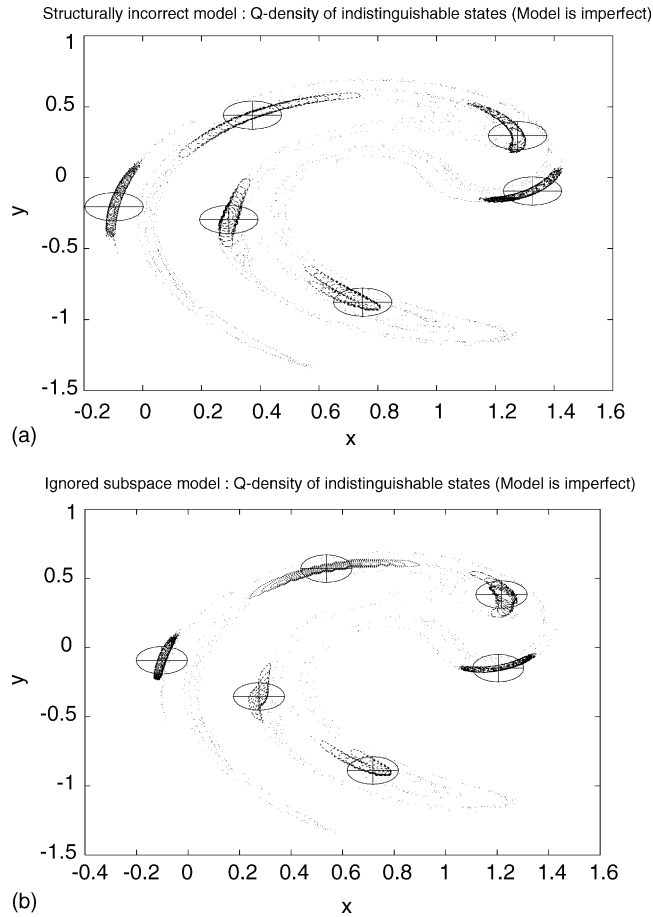 Structurally incorrect model : Q-density of indistinguishable states (Model is imperfect)
1
0.5
0
-0.5
-1
-1.5
y
-0.2 0 0.2 0.4 0.6 0.8 1 1.2 1.4 1.6
x
(a)
Ignored subspace model : Q-density of indistinguishable states (Model is imperfect)
1
0.5
0
-0.5
-1
-1.5
y
-0.4 -0.2 0 0.2 0.4 0.6 0.8 1 1.2 1.4 1.6
x
(b)